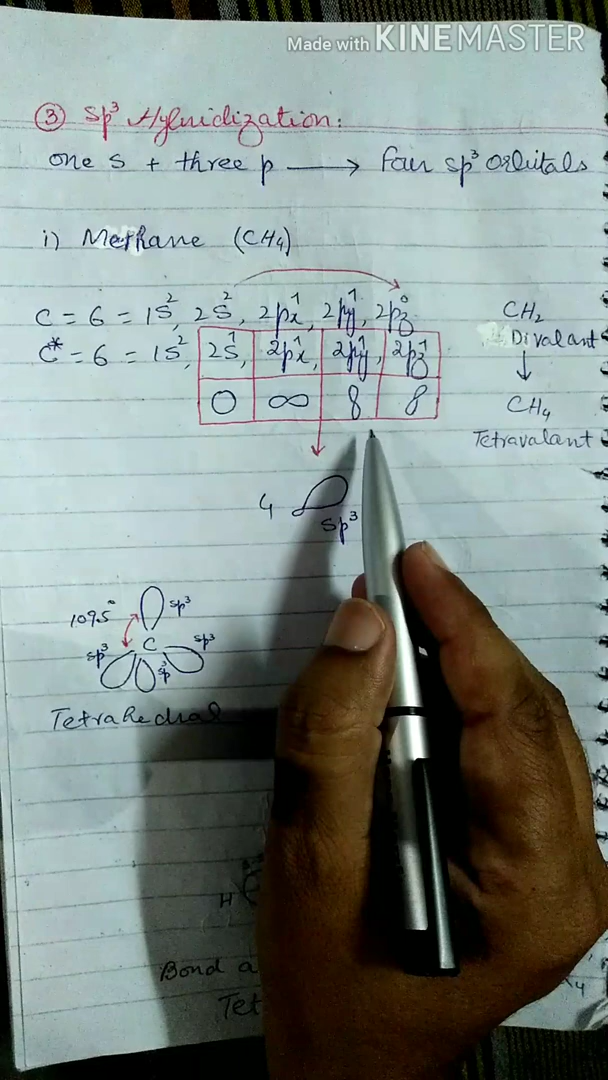 Made with KINEMASTER
③ Sp³ Hybridization:
one s + three p ⟶ four sp³ orbitals
i) Methane (CH₄)
C = 6 = 1S², 2S², 2px¹, 2py¹, 2pz⁰
C* = 6 = 1S², 2S¹, 2px¹, 2py¹, 2pz¹
CH₂
Divalant
↓
CH₄
Tetravalant
4
sp³
109.5°
sp³
C
sp³
sp³
sp³
Tetrahedral
H
Bond a
Tet
4